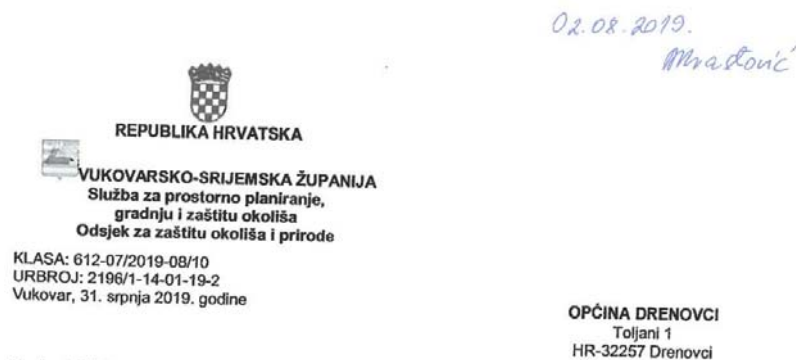 02.08.2019.
REPUBLIKA HRVATSKA
VUKOVARSKO-SRIJEMSKA ŽUPANIJA
Služba za prostorno planiranje,
gradnju i zaštitu okoliša
Odsjek za zaštitu okoliša i prirode
KLASA: 612-07/2019-08/10
URBROJ: 2196/1-14-01-19-2
Vukovar, 31. srpnja 2019. godine
OPĆINA DRENOVCI
Toljani 1
HR-32257 Drenovci